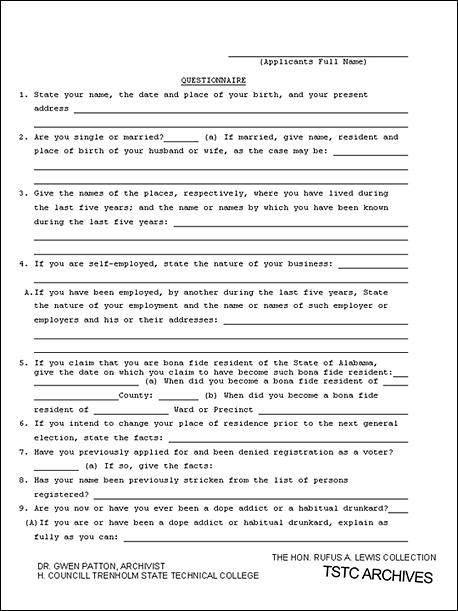 (Applicants Full Name)
QUESTIONNAIRE
1. State your name, the date and place of your birth, and your present
address
2. Are you single or married? (a) If married, give name, resident and
place of birth of your husband or wife, as the case may be:
3. Give the names of the places, respectively, where you have lived during
the last five years; and the name or names by which you have been known
during the last five years:
4. If you are self-employed, state the nature of your business:
A. If you have been employed, by another during the last five years, State
the nature of your employment and the name or names of such employer or
employers and his or their addresses:
5. If you claim that you are bona fide resident of the State of Alabama,
give the date on which you claim to have become such bona fide resident:
(a) When did you become a bona fide resident of
County: (b) When did you become a bona fide
resident of Ward or Precinct
6. If you intend to change your place of residence prior to the next general
election, state the facts:
7. Have you previously applied for and been denied registration as a voter?
(a) If so, give the facts:
8. Has your name been previously stricken from the list of persons
registered?
9. Are you now or have you ever been a dope addict or a habitual drunkard?
(A) If you are or have been a dope addict or habitual drunkard, explain as
fully as you can:
DR. GWEN PATTON, ARCHIVIST
H. COUNCILL TRENHOLM STATE TECHNICAL COLLEGE
THE HON. RUFUS A. LEWIS COLLECTION
TSTC ARCHIVES